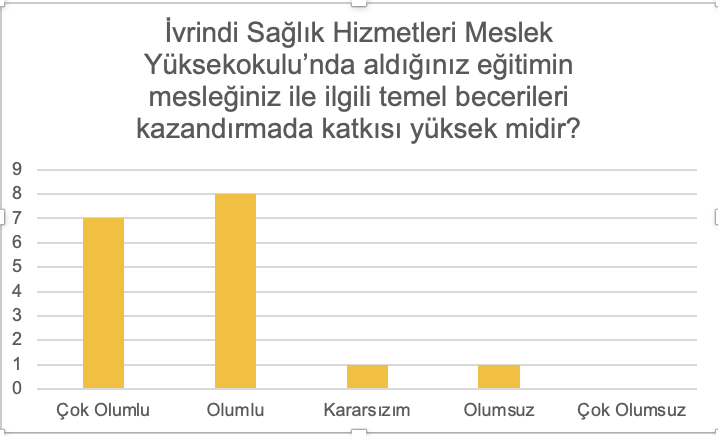 İvrindi Sağlık Hizmetleri Meslek
Yüksekokulu’nda aldığınız eğitimin
mesleğiniz ile ilgili temel becerileri
kazandırmada katkısı yüksek midir?
9
8
7
6
5
4
3
2
1
0
Çok Olumlu Olumlu Kararsızım Olumsuz Çok Olumsuz